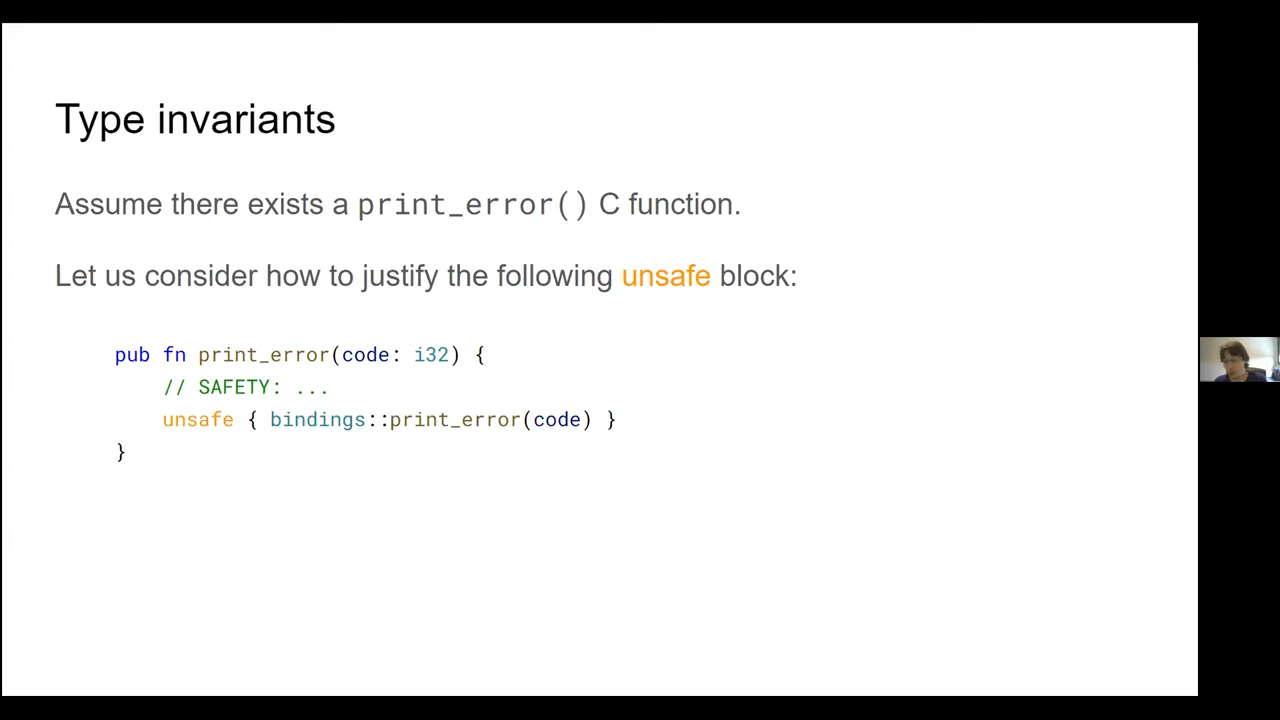 Type invariants
Assume there exists a print_error() C function.
Let us consider how to justify the following unsafe block:
pub fn print_error(code: i32) {
    // SAFETY: ...
    unsafe { bindings::print_error(code) }
}